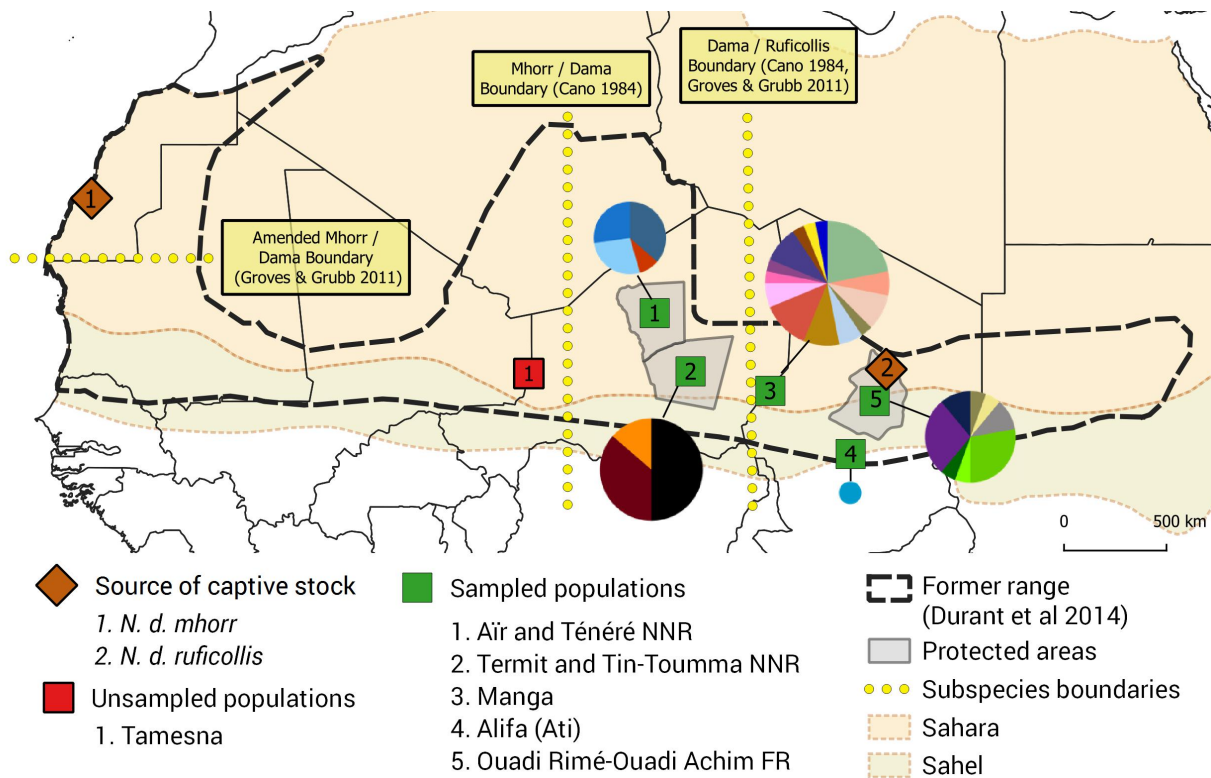 Mhorr / Dama
Boundary (Cano 1984)
Dama / Ruficollis
Boundary (Cano 1984,
Groves & Grubb 2011)
1
Amended Mhorr /
Dama Boundary
(Groves & Grubb 2011)
1
1
2
3
2
5
4
0
500 km
Source of captive stock
1. N. d. mhorr
2. N. d. ruficollis
Unsampled populations
1. Tamesna
Sampled populations
1. Aïr and Ténéré NNR
2. Termit and Tin-Toumma NNR
3. Manga
4. Alifa (Ati)
5. Ouadi Rimé-Ouadi Achim FR
Former range
(Durant et al 2014)
Protected areas
Subspecies boundaries
Sahara
Sahel